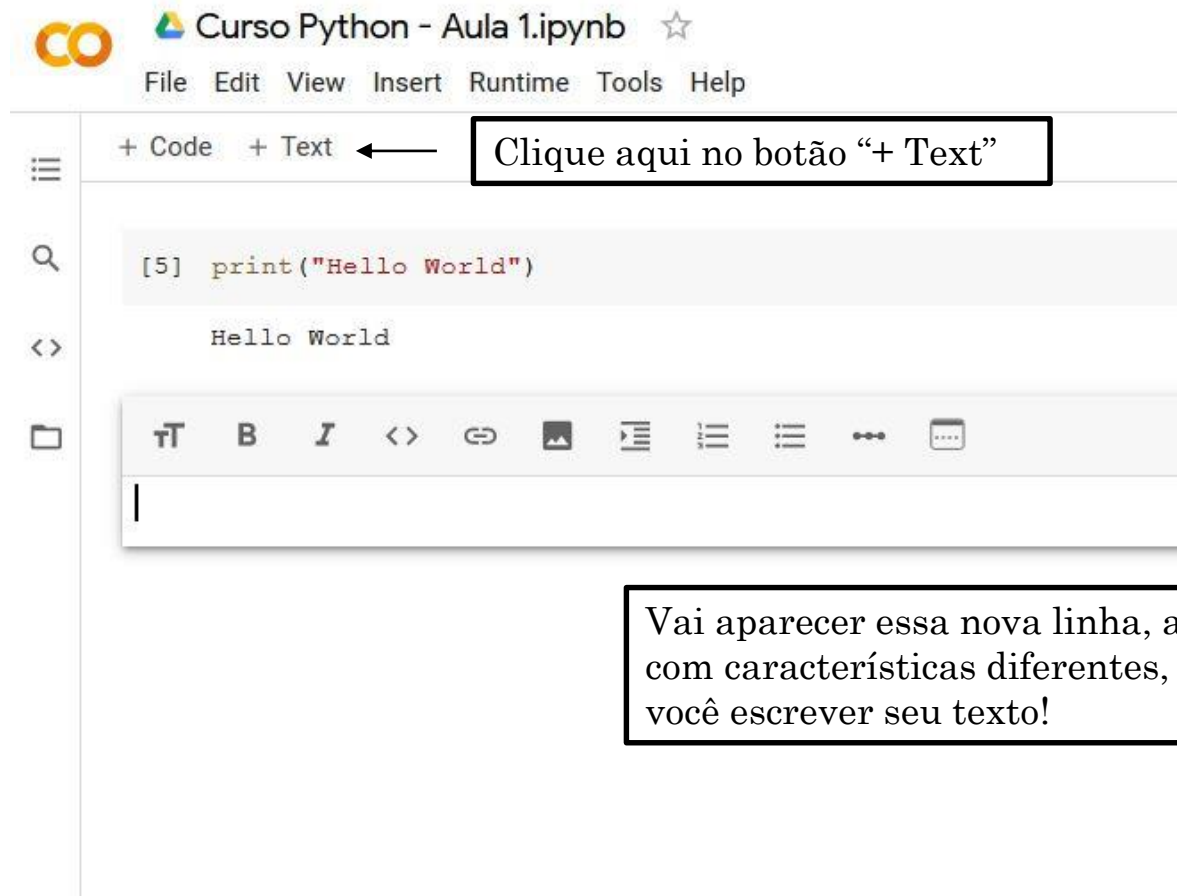 CO Curso Python - Aula 1.ipynb
File Edit View Insert Runtime Tools Help
+ Code + Text
Clique aqui no botão “+ Text”
[5] print("Hello World")
Hello World
Vai aparecer essa nova linha, a
com características diferentes,
você escrever seu texto!